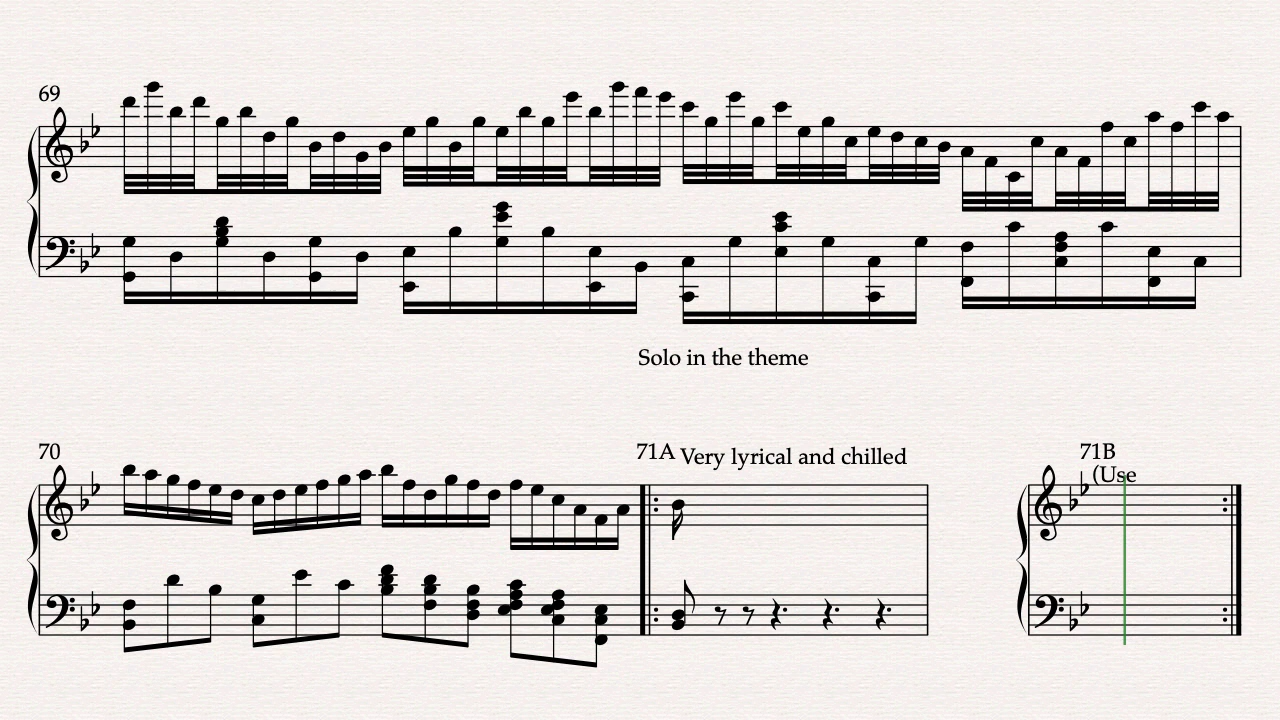 69
Solo in the theme
70
71A Very lyrical and chilled
71B
(Use